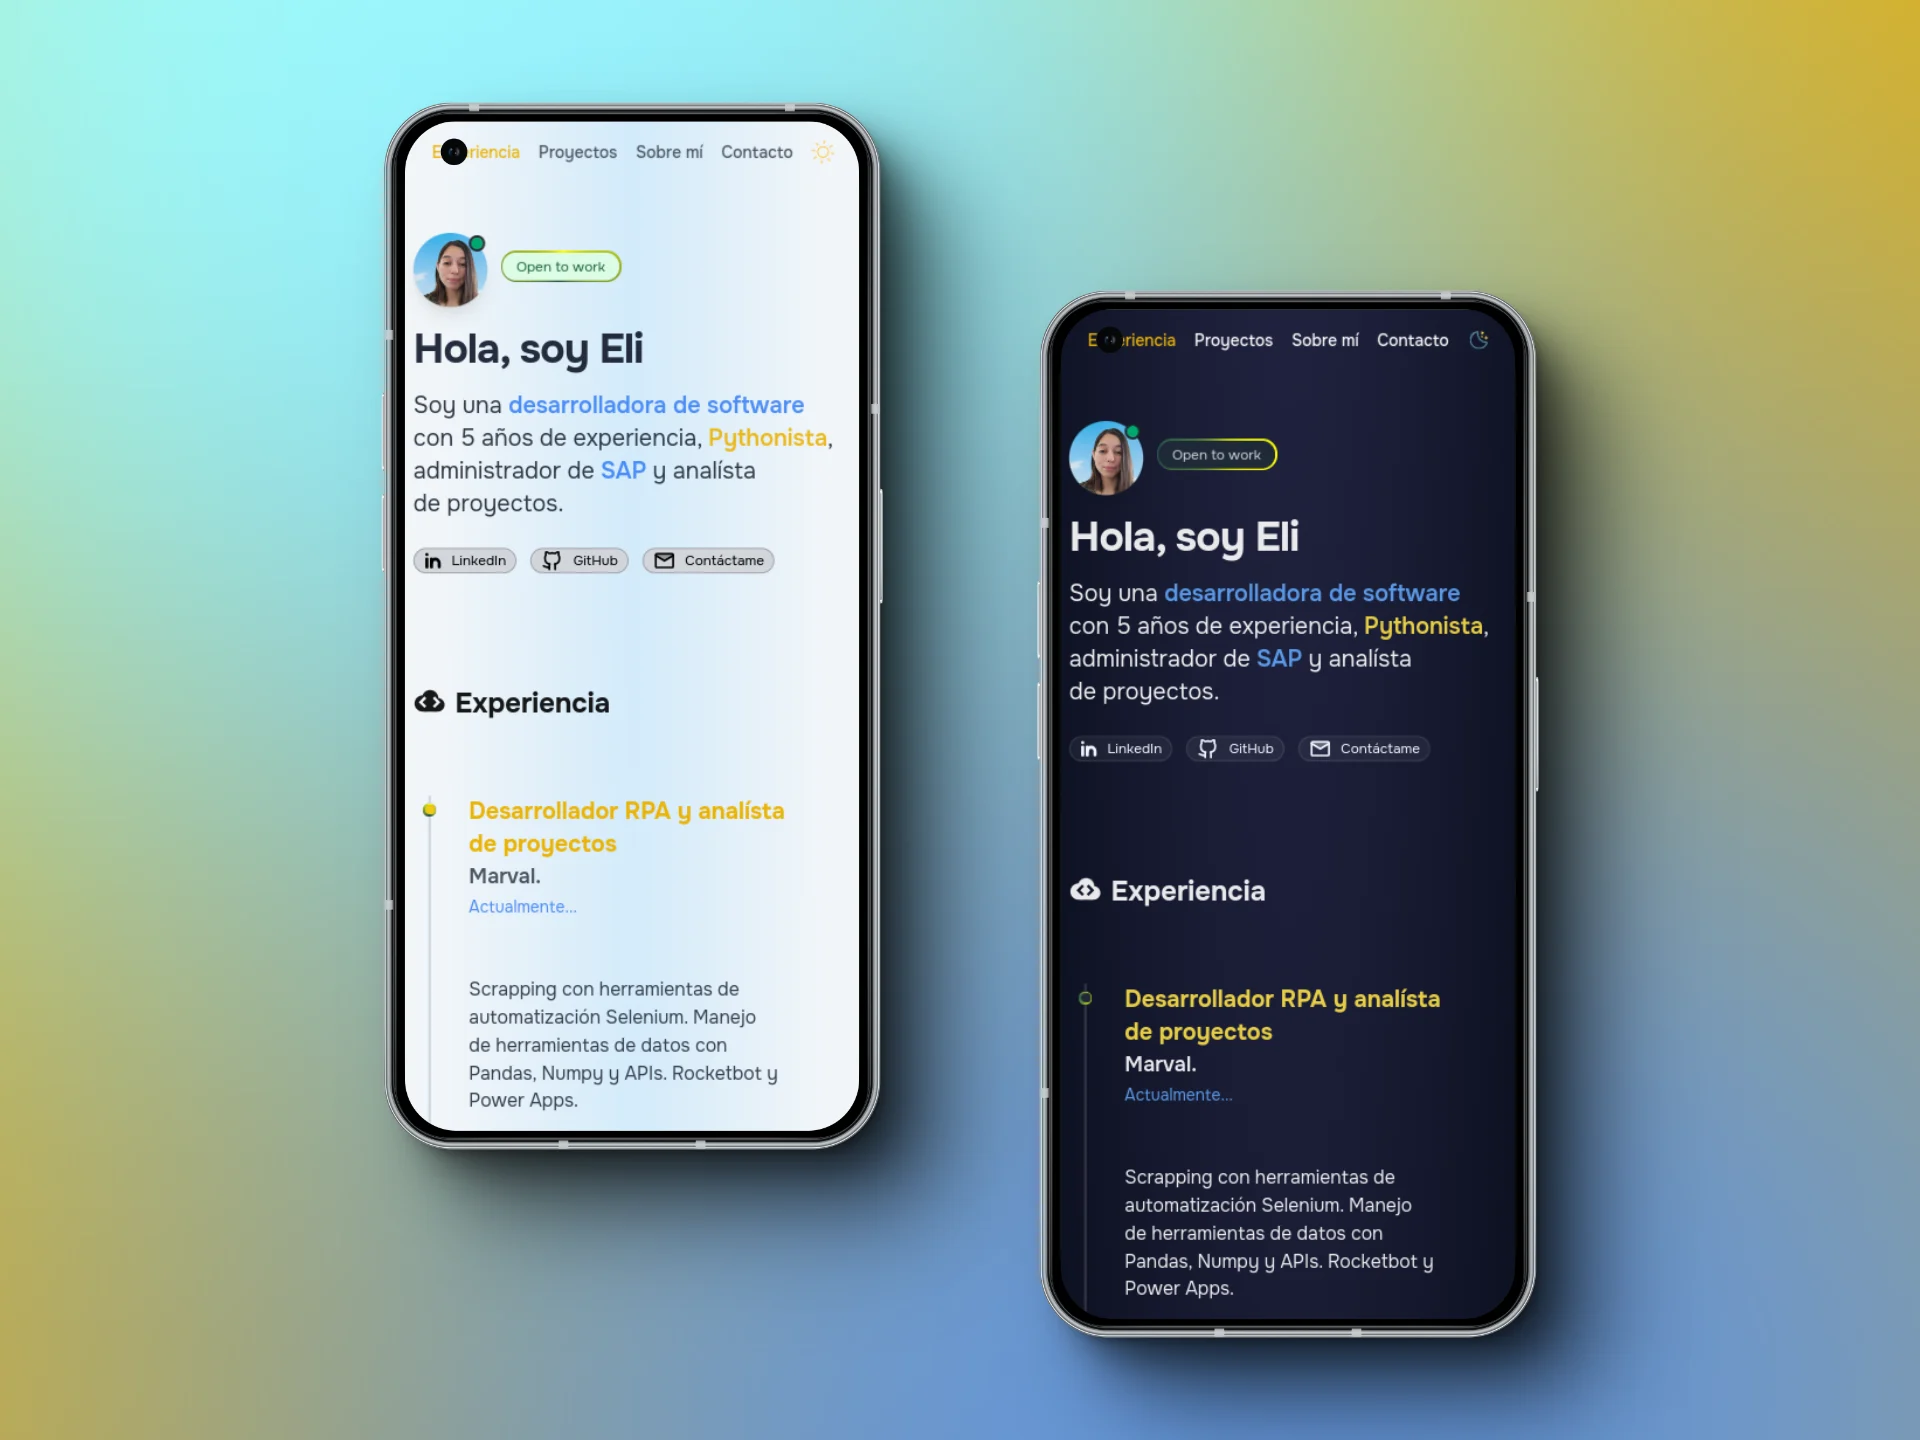 Experiencia Proyectos Sobre mí Contacto
Open to work
Hola, soy Eli
Soy una desarrolladora de software
con 5 años de experiencia, Pythonista,
administrador de SAP y analísta
de proyectos.
LinkedIn GitHub Contáctame
Experiencia
Desarrollador RPA y analísta
de proyectos
Marval.
Actualmente...
Scrapping con herramientas de
automatización Selenium. Manejo
de herramientas de datos con
Pandas, Numpy y APIs. Rocketbot y
Power Apps.
Experiencia Proyectos Sobre mí Contacto
Open to work
Hola, soy Eli
Soy una desarrolladora de software
con 5 años de experiencia, Pythonista,
administrador de SAP y analísta
de proyectos.
LinkedIn GitHub Contáctame
Experiencia
Desarrollador RPA y analísta
de proyectos
Marval.
Actualmente...
Scrapping con herramientas de
automatización Selenium. Manejo
de herramientas de datos con
Pandas, Numpy y APIs. Rocketbot y
Power Apps.